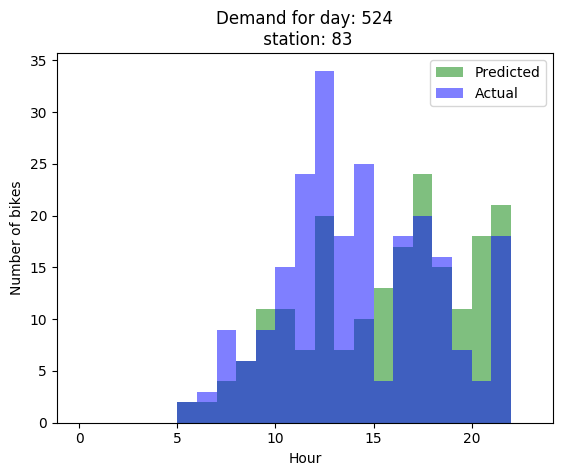 Demand for day: 524
station: 83
Predicted
Actual
Number of bikes
35
30
25
20
15
10
5
0
0
5
10
15
20
Hour